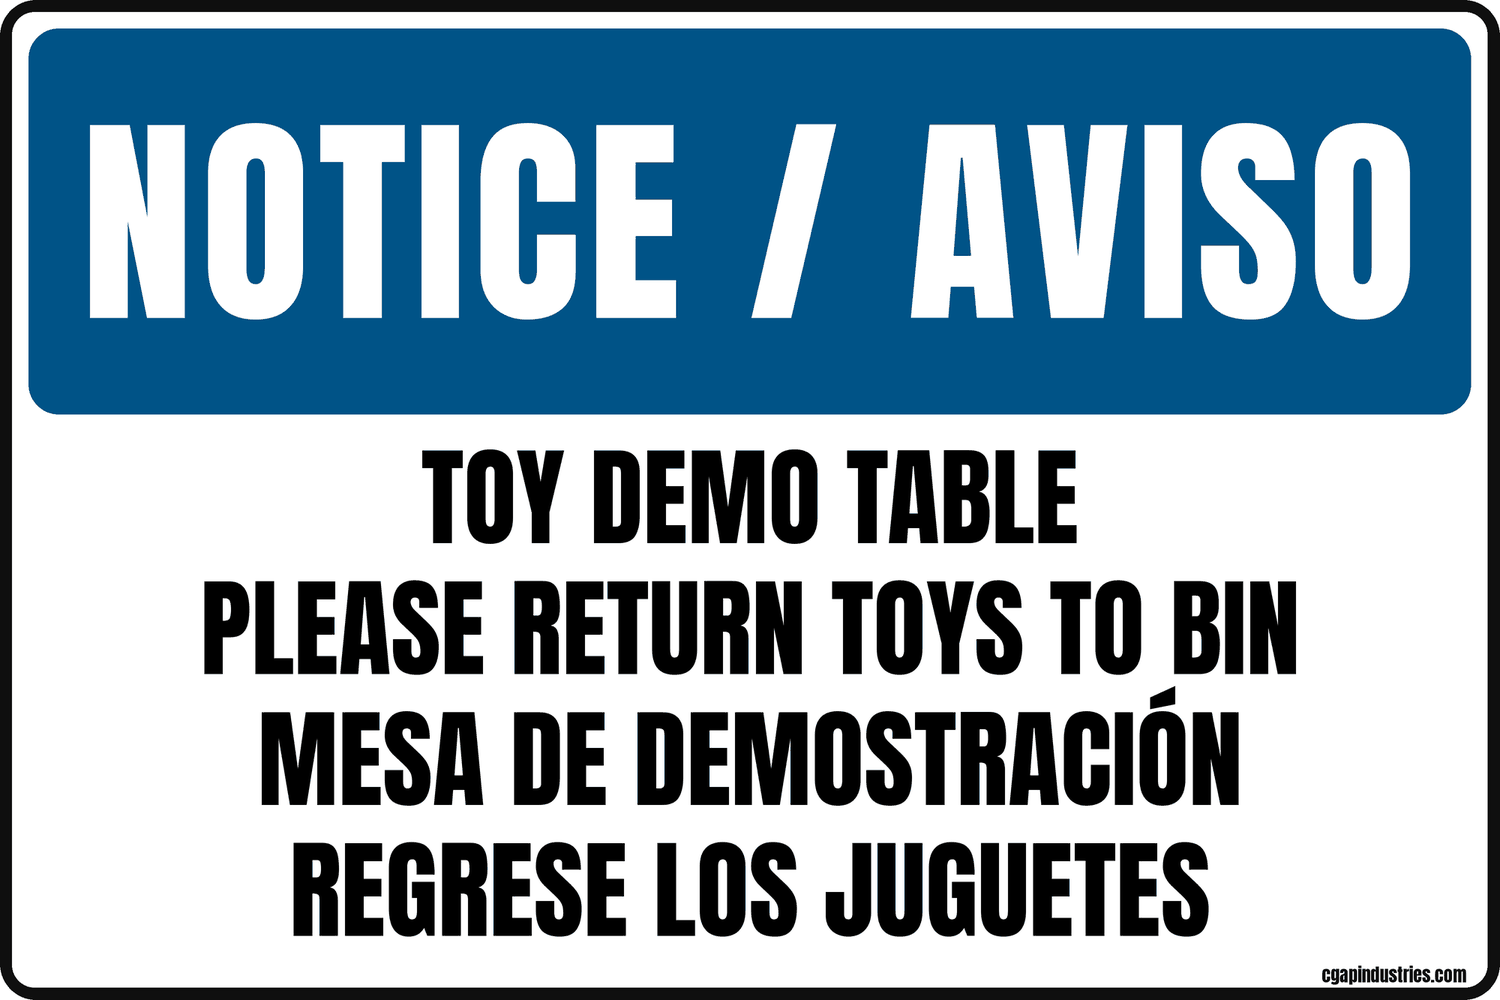 NOTICE / AVISO
TOY DEMO TABLE
PLEASE RETURN TOYS TO BIN
MESA DE DEMOSTRACIÓN
REGRESE LOS JUGUETES
cgapindustries.com